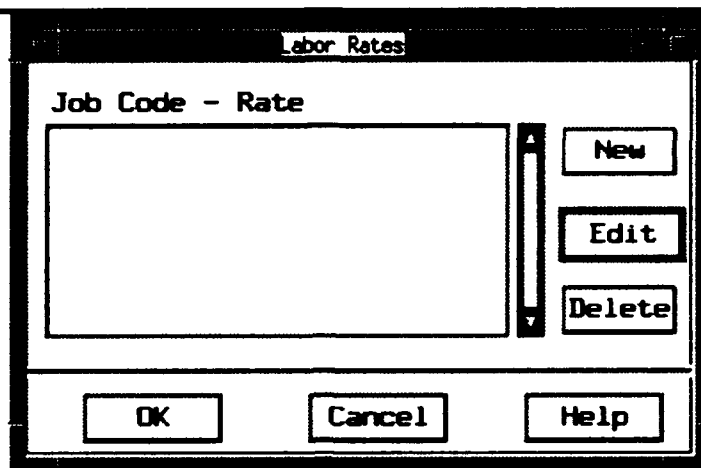 Labor Rates
Job Code - Rate
New
Edit
Delete
OK
Cancel
Help